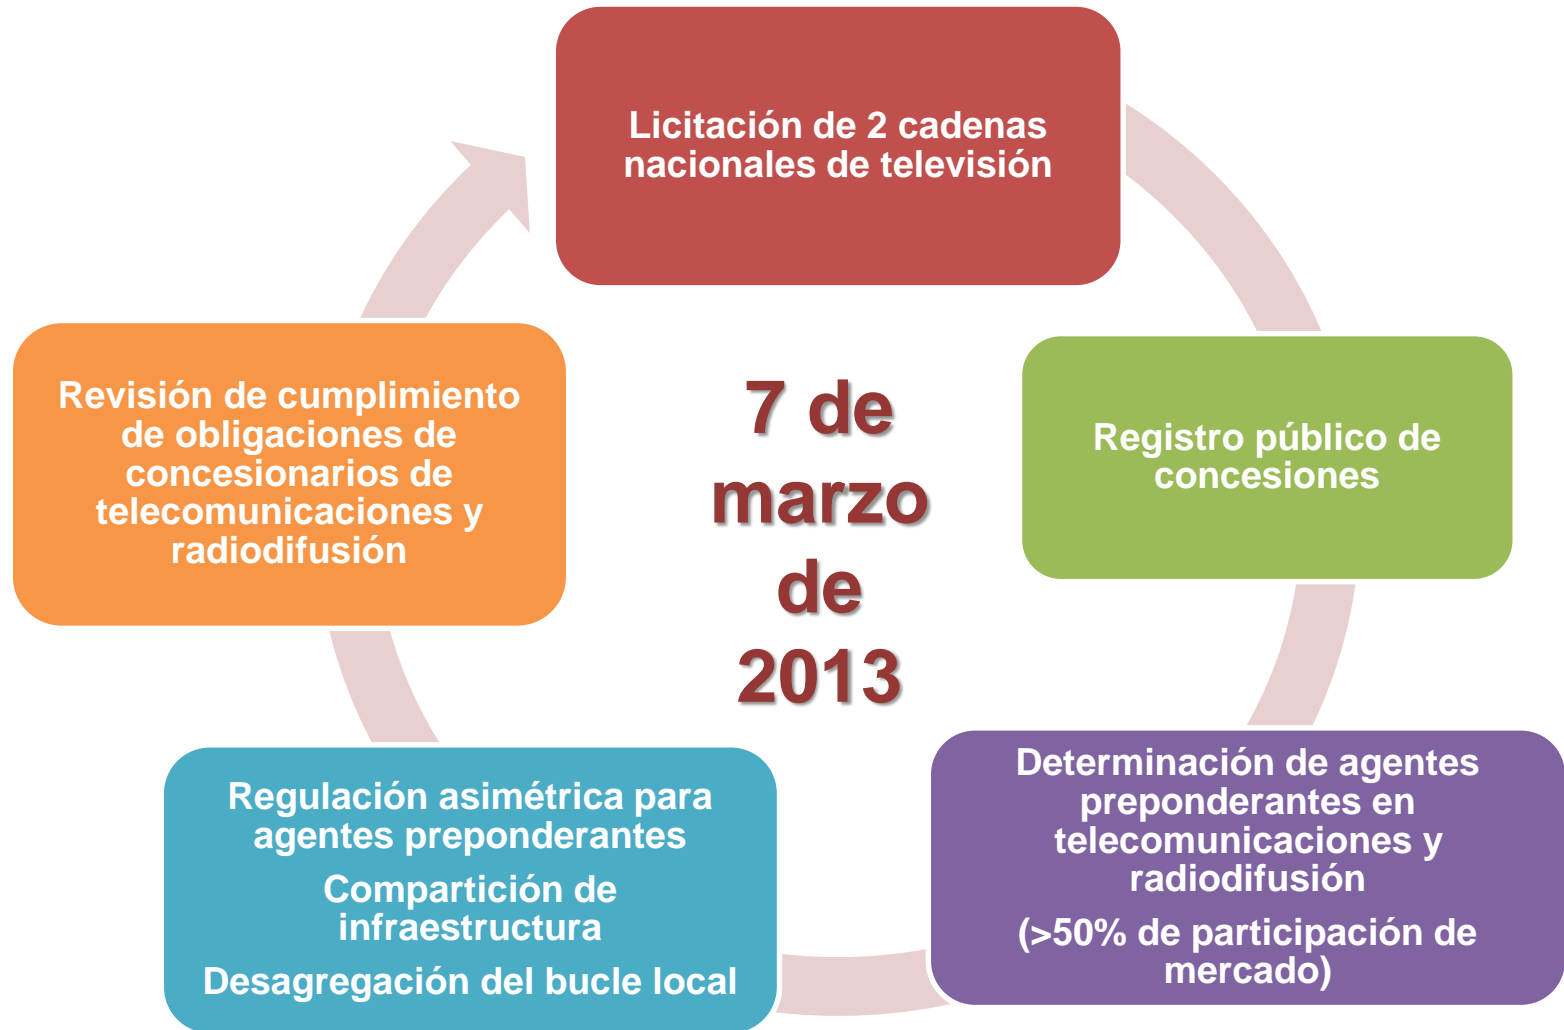 Licitación de 2 cadenas
nacionales de televisión
Registro público de
concesiones
Determinación de agentes
preponderantes en
telecomunicaciones y
radiodifusión
(>50% de participación de
mercado)
Regulación asimétrica para
agentes preponderantes
Compartición de
infraestructura
Desagregación del bucle local
Revisión de cumplimiento
de obligaciones de
concesionarios de
telecomunicaciones y
radiodifusión
7 de
marzo
de
2013